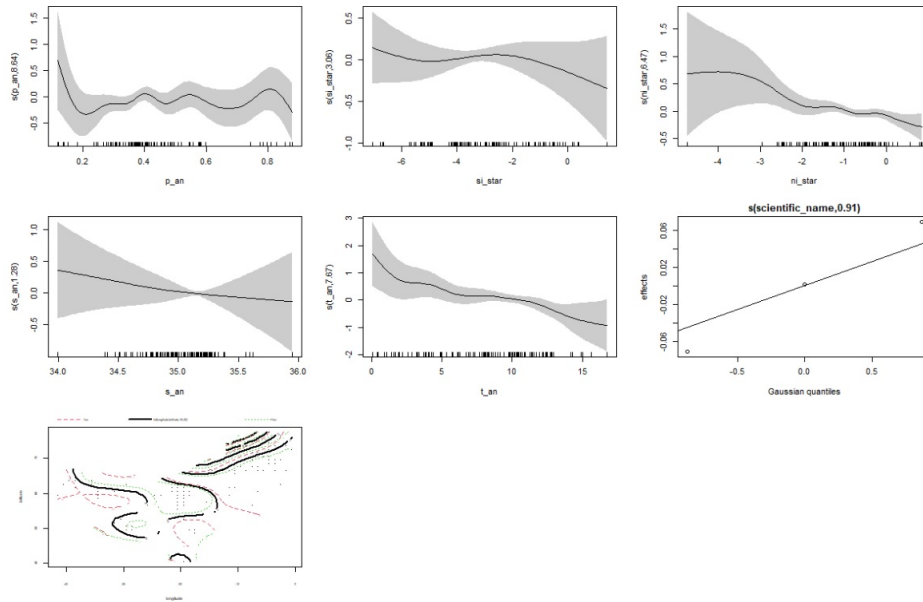 s(p_an,8.64)
1.5
1.0
0.5
0.0
-0.5
0.2 0.4 0.6 0.8
p_an
s(si_star,3.06)
0.5
0.0
-0.5
-1.0
-6 -4 -2 0
si_star
s(ni_star,6.47)
1.5
1.0
0.5
0.0
-0.5
-4 -3 -2 -1 0
ni_star
s(s_an,1.28)
1.0
0.5
0.0
-0.5
34.0 34.5 35.0 35.5 36.0
s_an
s(t_an,7.67)
3
2
1
0
-1
-2
0 5 10 15
t_an
s(scientific_name,0.91)
effects
0.06
0.02
-0.02
-0.06
-0.5 0.0 0.5
Gaussian quantiles
longitude